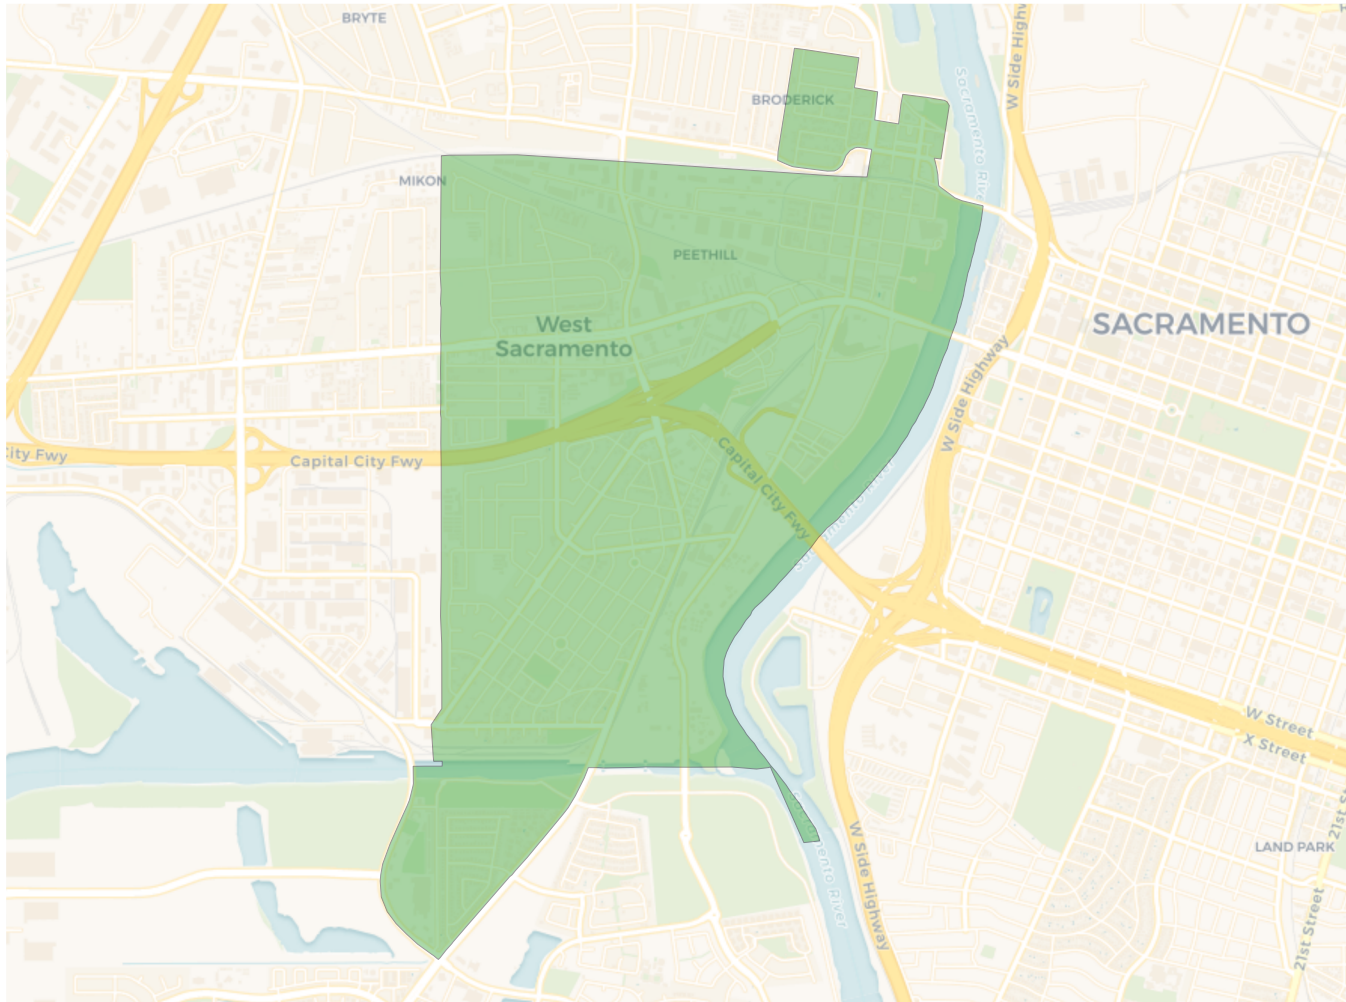 BRYTE
W Side Highw
Sacramento River
BRODERICK
MIKON
PEETHILL
West
Sacramento
SACRAMENTO
W Side Highway
City Fwy
Capital City Fwy
Capital City Fwy
Sacramento River
W Street
X Street
21st St
Sacramento River
W Side Highway
LAND PARK
21st Street